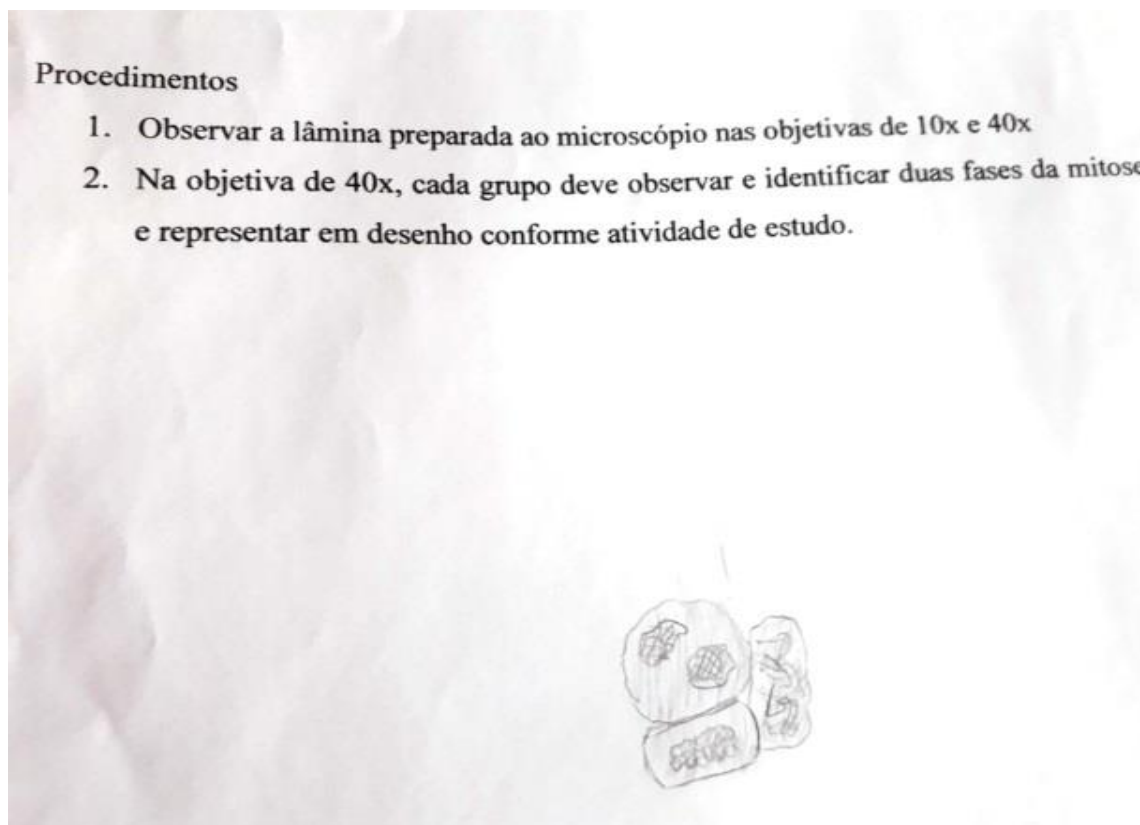 Procedimentos
1. Observar a lâmina preparada ao microscópio nas objetivas de 10x e 40x
2. Na objetiva de 40x, cada grupo deve observar e identificar duas fases da mitose
e representar em desenho conforme atividade de estudo.